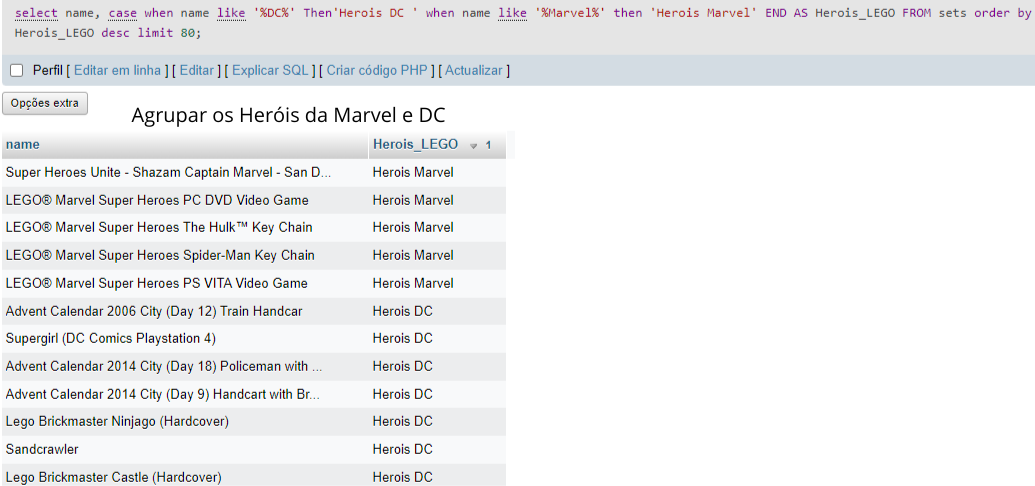 select name, case when name like '%DC%' Then'Herois DC ' when name like '%Marvel%' then 'Herois Marvel' END AS Herois_LEGO FROM sets order by
Herois_LEGO desc limit 80;
Perfil [ Editar em linha ] [ Editar ] [ Explicar SQL ] [ Criar código PHP ] [ Actualizar ]
Opções extra
Agrupar os Heróis da Marvel e DC
name Herois_LEGO 1
Super Heroes Unite - Shazam Captain Marvel - San D... Herois Marvel
LEGO® Marvel Super Heroes PC DVD Video Game Herois Marvel
LEGO® Marvel Super Heroes The Hulk™ Key Chain Herois Marvel
LEGO® Marvel Super Heroes Spider-Man Key Chain Herois Marvel
LEGO® Marvel Super Heroes PS VITA Video Game Herois Marvel
Advent Calendar 2006 City (Day 12) Train Handcar Herois DC
Supergirl (DC Comics Playstation 4) Herois DC
Advent Calendar 2014 City (Day 18) Policeman with ... Herois DC
Advent Calendar 2014 City (Day 9) Handcart with Br... Herois DC
Lego Brickmaster Ninjago (Hardcover) Herois DC
Sandcrawler Herois DC
Lego Brickmaster Castle (Hardcover) Herois DC